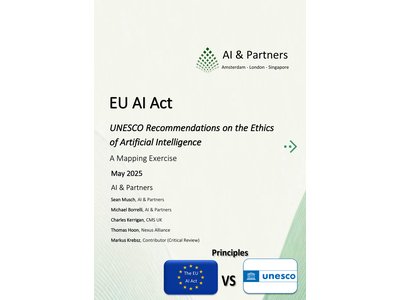 AI & Partners
Amsterdam - London - Singapore
EU AI Act
UNESCO Recommendations on the Ethics
of Artificial Intelligence
A Mapping Exercise
May 2025
AI & Partners
Sean Musch, AI & Partners
Michael Borrelli, AI & Partners
Charles Kerrigan, CMS UK
Thomas Hoon, Nexus Alliance
Markus Krebsz, Contributor (Critical Review)
Principles
The EU
AI Act
VS
unesco